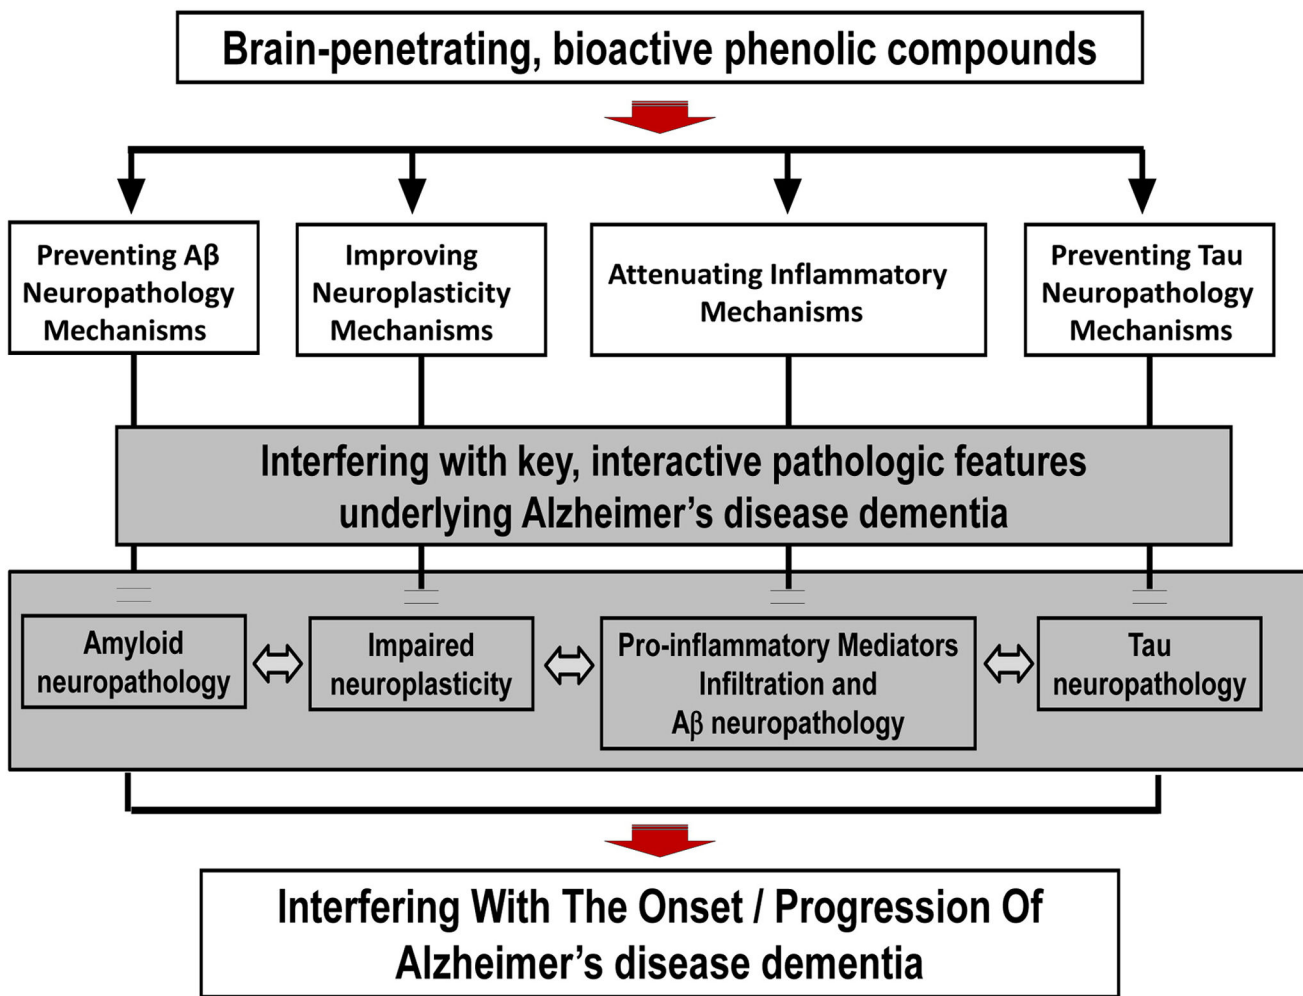 Brain-penetrating, bioactive phenolic compounds
Preventing Aβ
Neuropathology
Mechanisms
Improving
Neuroplasticity
Mechanisms
Attenuating Inflammatory
Mechanisms
Preventing Tau
Neuropathology
Mechanisms
Interfering with key, interactive pathologic features
underlying Alzheimer’s disease dementia
Amyloid
neuropathology
Impaired
neuroplasticity
Pro-inflammatory Mediators
Infiltration and
Aβ neuropathology
Tau
neuropathology
Interfering With The Onset / Progression Of
Alzheimer’s disease dementia